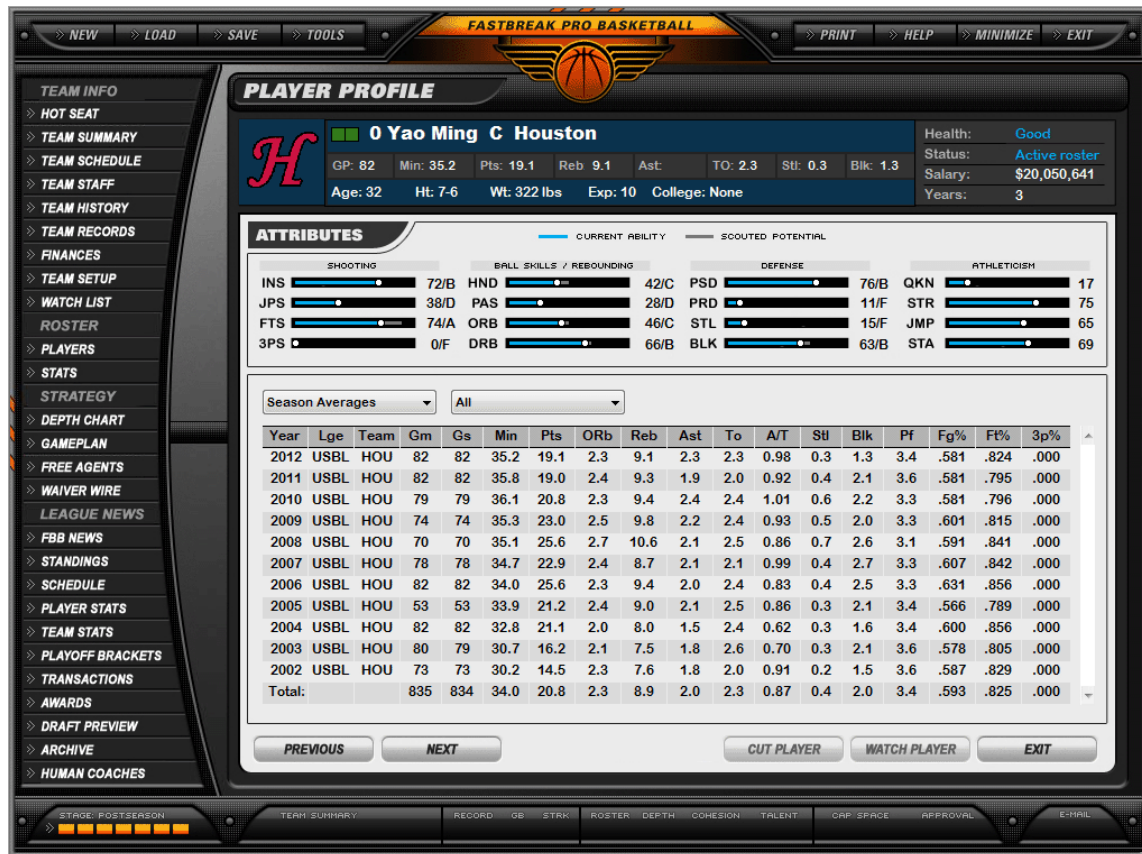 FASTBREAK PRO BASKETBALL
» NEW » LOAD » SAVE » TOOLS » PRINT » HELP » MINIMIZE » EXIT
TEAM INFO
» HOT SEAT
» TEAM SUMMARY
» TEAM SCHEDULE
» TEAM STAFF
» TEAM HISTORY
» TEAM RECORDS
» FINANCES
» TEAM SETUP
» WATCH LIST
ROSTER
» PLAYERS
» STATS
STRATEGY
» DEPTH CHART
» GAMEPLAN
» FREE AGENTS
» WAIVER WIRE
LEAGUE NEWS
» FBB NEWS
» STANDINGS
» SCHEDULE
» PLAYER STATS
» TEAM STATS
» PLAYOFF BRACKETS
» TRANSACTIONS
» AWARDS
» DRAFT PREVIEW
» ARCHIVE
» HUMAN COACHES
PLAYER PROFILE
H
0 Yao Ming C Houston
GP: 82 Min: 35.2 Pts: 19.1 Reb 9.1 Ast: TO: 2.3 Stl: 0.3 Blk: 1.3
Age: 32 Ht: 7-6 Wt: 322 lbs Exp: 10 College: None
Health: Good
Status: Active roster
Salary: $20,050,641
Years: 3
ATTRIBUTES CURRENT ABILITY SCOUTED POTENTIAL
SHOOTING BALL SKILLS / REBOUNDING DEFENSE ATHLETICISM
INS 72/B HND 42/C PSD 76/B QKN 17
JPS 38/D PAS 28/D PRD 11/F STR 75
FTS 74/A ORB 46/C STL 15/F JMP 65
3PS 0/F DRB 66/B BLK 63/B STA 69
Season Averages All
Year Lge Team Gm Gs Min Pts ORb Reb Ast To A/T Stl Blk Pf Fg% Ft% 3p%
2012 USBL HOU 82 82 35.2 19.1 2.3 9.1 2.3 2.3 0.98 0.3 1.3 3.4 .581 .824 .000
2011 USBL HOU 82 82 35.8 19.0 2.4 9.3 1.9 2.0 0.92 0.4 2.1 3.6 .581 .795 .000
2010 USBL HOU 79 79 36.1 20.8 2.3 9.4 2.4 2.4 1.01 0.6 2.2 3.3 .581 .796 .000
2009 USBL HOU 74 74 35.3 23.0 2.5 9.8 2.2 2.4 0.93 0.5 2.0 3.3 .601 .815 .000
2008 USBL HOU 70 70 35.1 25.6 2.7 10.6 2.1 2.5 0.86 0.7 2.6 3.1 .591 .841 .000
2007 USBL HOU 78 78 34.7 22.9 2.4 8.7 2.1 2.1 0.99 0.4 2.7 3.3 .607 .842 .000
2006 USBL HOU 82 82 34.0 25.6 2.3 9.4 2.0 2.4 0.83 0.4 2.5 3.3 .631 .856 .000
2005 USBL HOU 53 53 33.9 21.2 2.4 9.0 2.1 2.5 0.86 0.3 2.1 3.4 .566 .789 .000
2004 USBL HOU 82 82 32.8 21.1 2.0 8.0 1.5 2.4 0.62 0.3 1.6 3.4 .600 .856 .000
2003 USBL HOU 80 79 30.7 16.2 2.1 7.5 1.8 2.6 0.70 0.3 2.1 3.6 .578 .805 .000
2002 USBL HOU 73 73 30.2 14.5 2.3 7.6 1.8 2.0 0.91 0.2 1.5 3.6 .587 .829 .000
Total: 835 834 34.0 20.8 2.3 8.9 2.0 2.3 0.87 0.4 2.0 3.4 .593 .825 .000
PREVIOUS NEXT CUT PLAYER WATCH PLAYER EXIT
STAGE: POSTSEASON TEAM SUMMARY RECORD GB STRK ROSTER DEPTH COHESION TALENT CAP SPACE APPROVAL E-MAIL